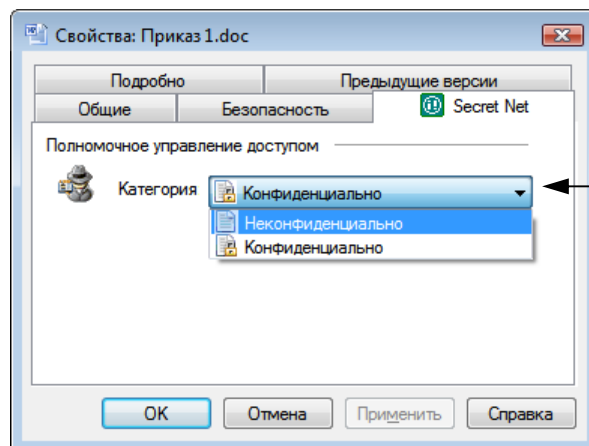 Свойства: Приказ 1.doc
Подробно
Предыдущие версии
Общие
Безопасность
Secret Net
Полномочное управление доступом
Категория
Конфиденциально
Неконфиденциально
Конфиденциально
ОК
Отмена
Применить
Справка